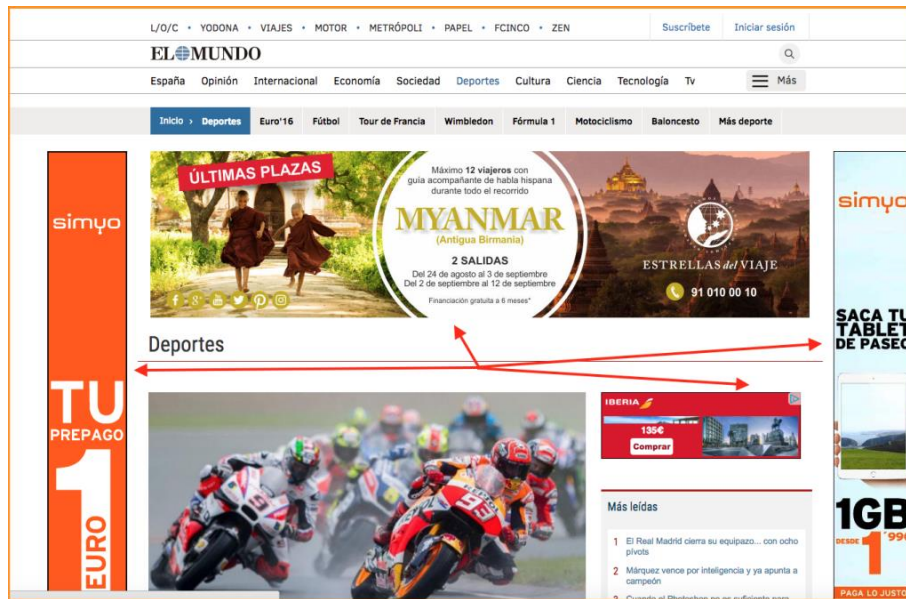 L/O/C • YODONA • VIAJES • MOTOR • METRÓPOLI • PAPEL • FCINCO • ZEN
Suscríbete
Iniciar sesión
EL MUNDO
España Opinión Internacional Economía Sociedad Deportes Cultura Ciencia Tecnología Tv
Más
Inicio › Deportes Euro'16 Fútbol Tour de Francia Wimbledon Fórmula 1 Motociclismo Baloncesto Más deporte
simyo
TU
PREPAGO
1
EURO
ÚLTIMAS PLAZAS
Máximo 12 viajeros con
guía acompañante de habla hispana
durante todo el recorrido
MYANMAR
(Antigua Birmania)
2 SALIDAS
Del 24 de agosto al 3 de septiembre
Del 2 de septiembre al 12 de septiembre
Financiación gratuita a 6 meses*
ESTRELLAS del VIAJE
91 010 00 10
simyo
SACA TU
TABLET
DE PASEO
1GB
DESDE 1 '99
PAGA LO JUSTO
Deportes
IBERIA
135€
Comprar
93
Más leídas
1 El Real Madrid cierra su equipazo... con ocho
pívots
2 Márquez vence por inteligencia y ya apunta a
campeón